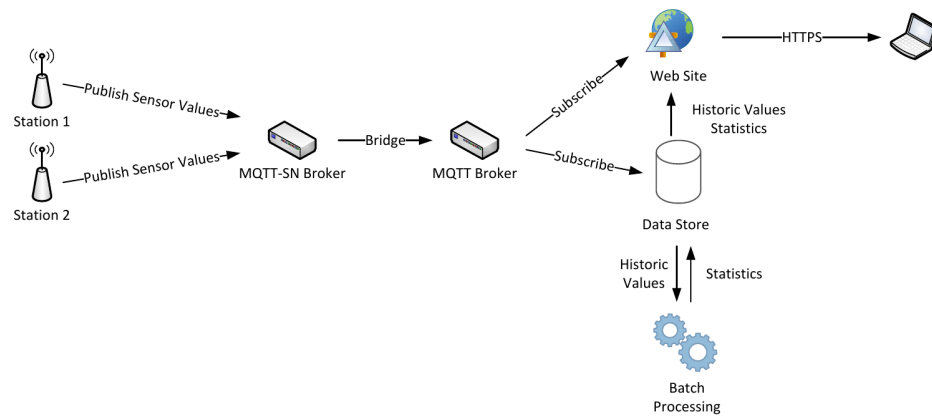 Station 1
Publish Sensor Values
Station 2
Publish Sensor Values
MQTT-SN Broker
Bridge
MQTT Broker
Subscribe
Subscribe
Web Site
HTTPS
Historic Values
Statistics
Data Store
Historic
Values
Statistics
Batch
Processing